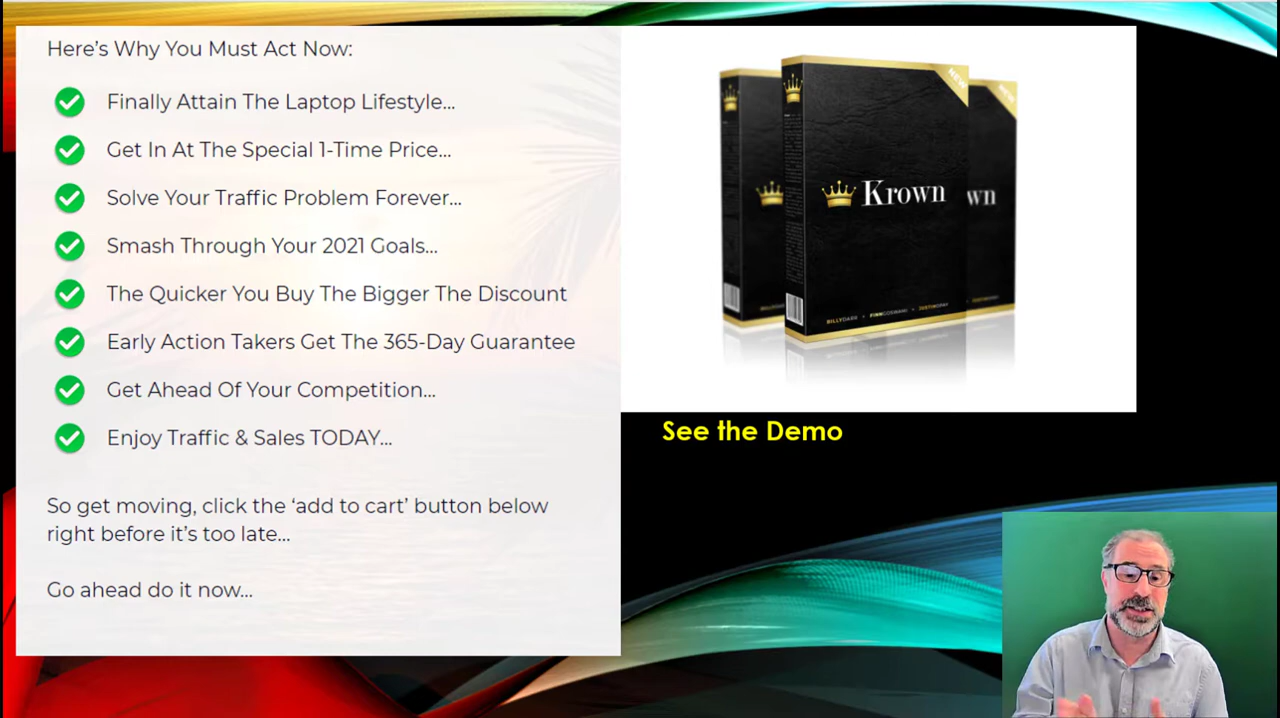 Here's Why You Must Act Now:
Finally Attain The Laptop Lifestyle...
Get In At The Special 1-Time Price...
Solve Your Traffic Problem Forever...
Smash Through Your 2021 Goals...
The Quicker You Buy The Bigger The Discount
Early Action Takers Get The 365-Day Guarantee
Get Ahead Of Your Competition...
Enjoy Traffic & Sales TODAY...
So get moving, click the ‘add to cart’ button below
right before it's too late...
Go ahead do it now...
NEW
NEW
Krown
wn
See the Demo